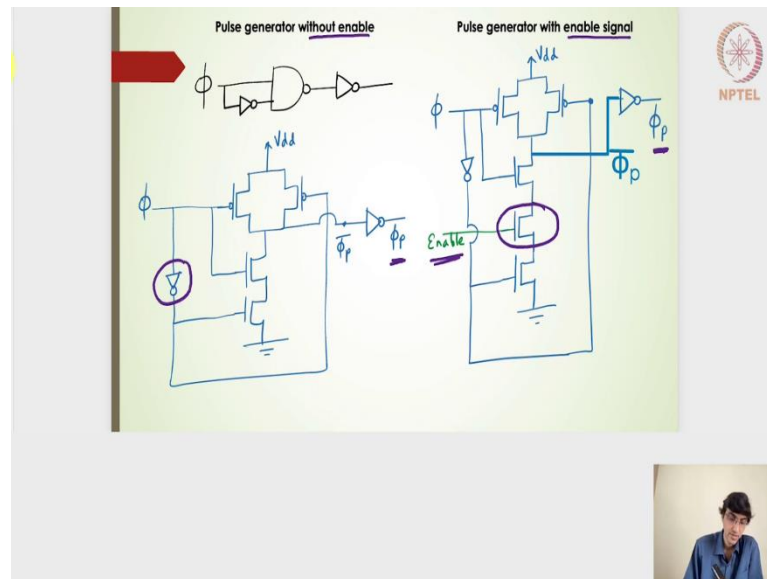 Pulse generator without enable
Pulse generator with enable signal
NPTEL
ϕ
Vdd
ϕ
ϕp
ϕp
Vdd
ϕ
Enable
ϕp
ϕp